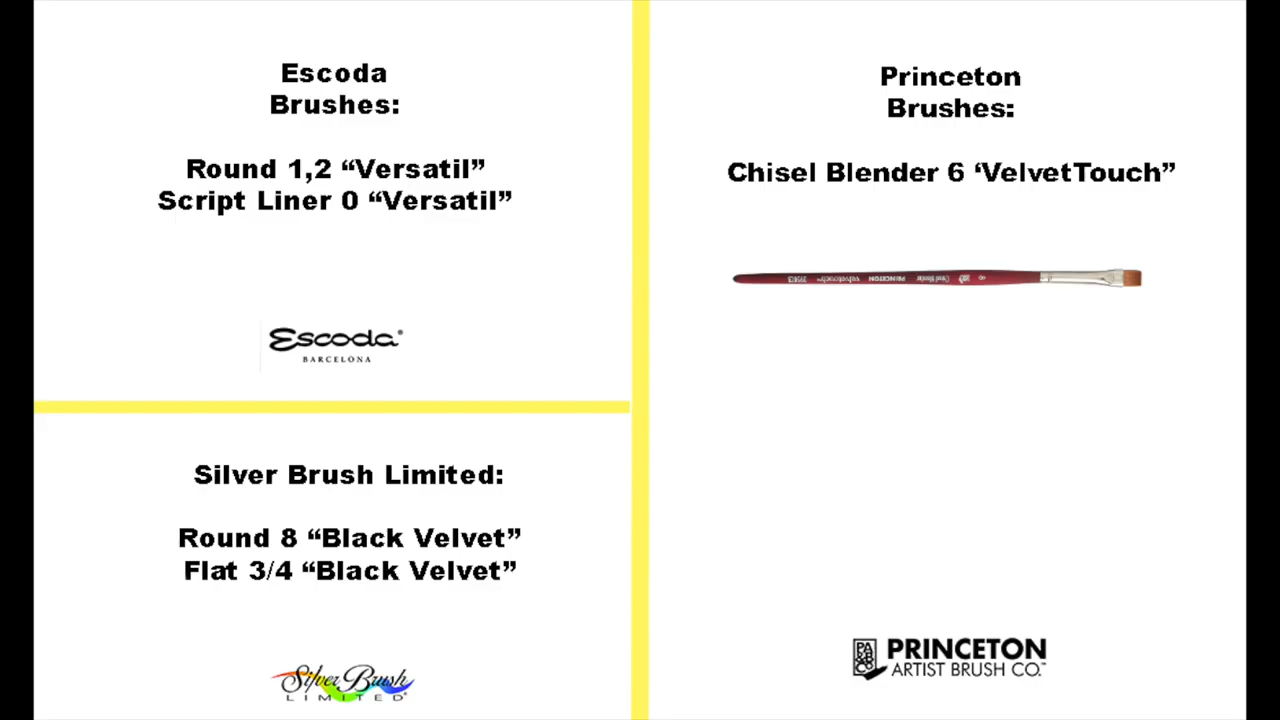 Escoda
Brushes:
Round 1,2 “Versatil”
Script Liner 0 “Versatil”
Escoda®
BARCELONA
Silver Brush Limited:
Round 8 “Black Velvet”
Flat 3/4 “Black Velvet”
Silver Brush
LIMITED®
Princeton
Brushes:
Chisel Blender 6 ‘VelvetTouch”
PRINCETON
ARTIST BRUSH CO.™